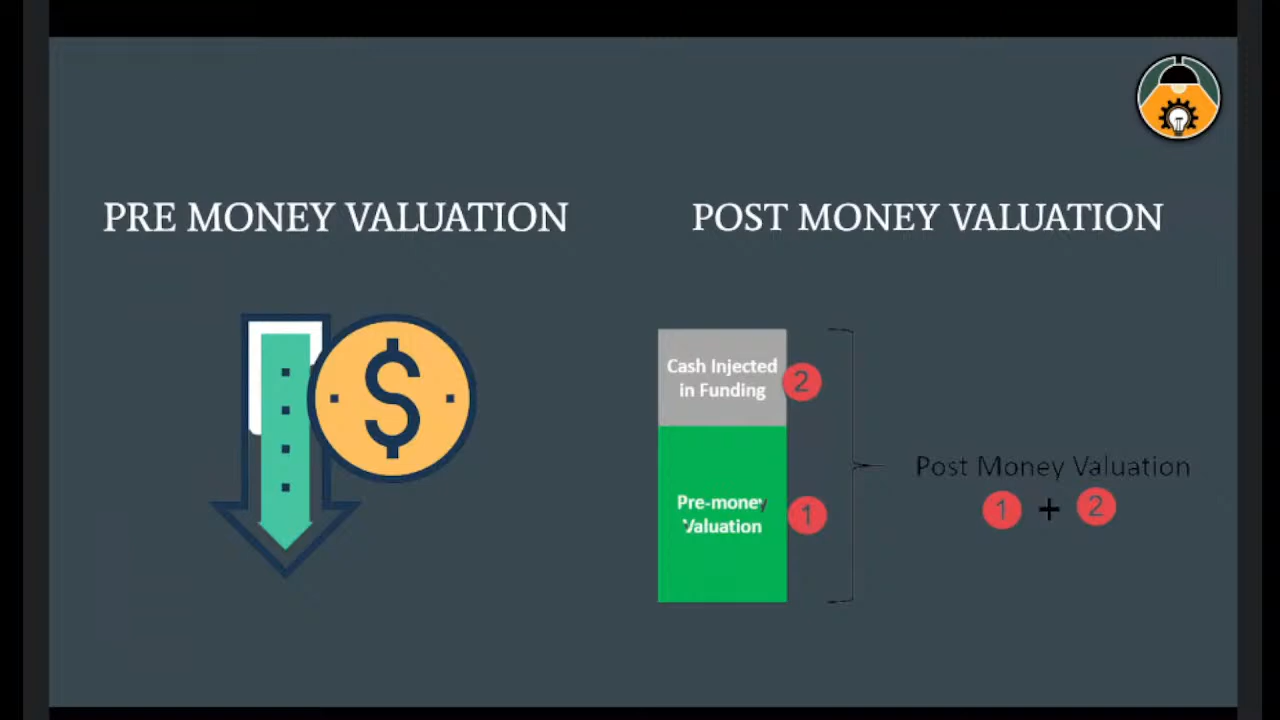 PRE MONEY VALUATION
POST MONEY VALUATION
$
Cash Injected
in Funding
2
Pre-money
Valuation
1
Post Money Valuation
1 + 2